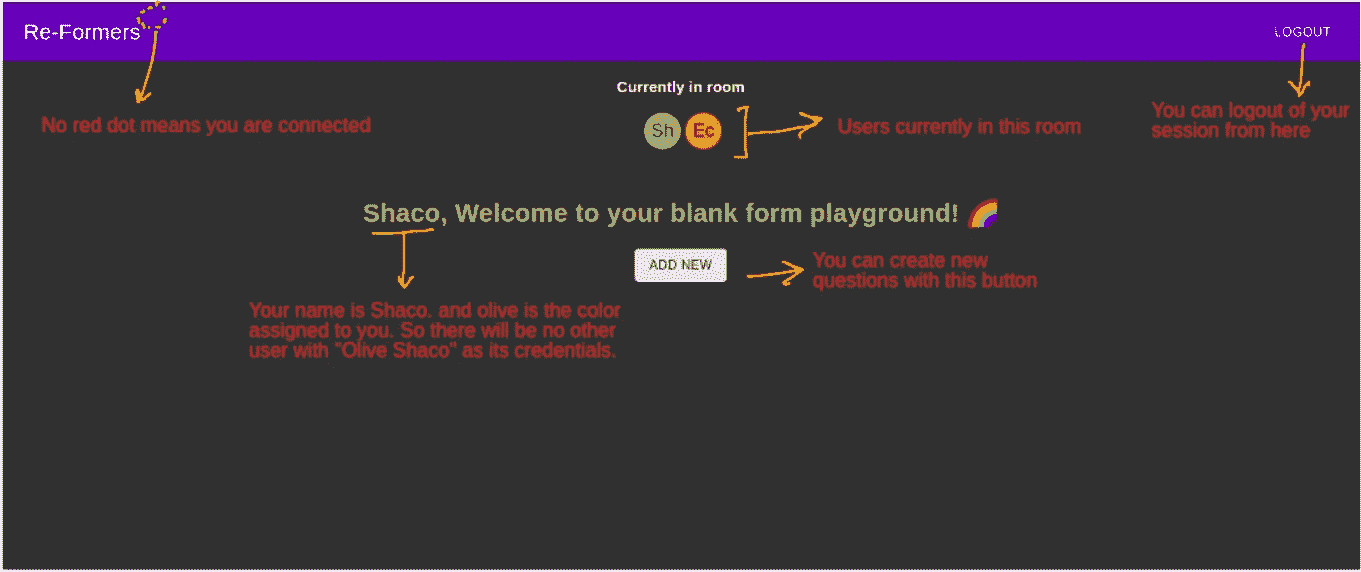 Re-Formers
LOGOUT
Currently in room
No red dot means you are connected
Sh Ec
Users currently in this room
You can logout of your
session from here
Shaco, Welcome to your blank form playground!
ADD NEW
You can create new
questions with this button
Your name is Shaco. and olive is the color
assigned to you. So there will be no other
user with "Olive Shaco" as its credentials.